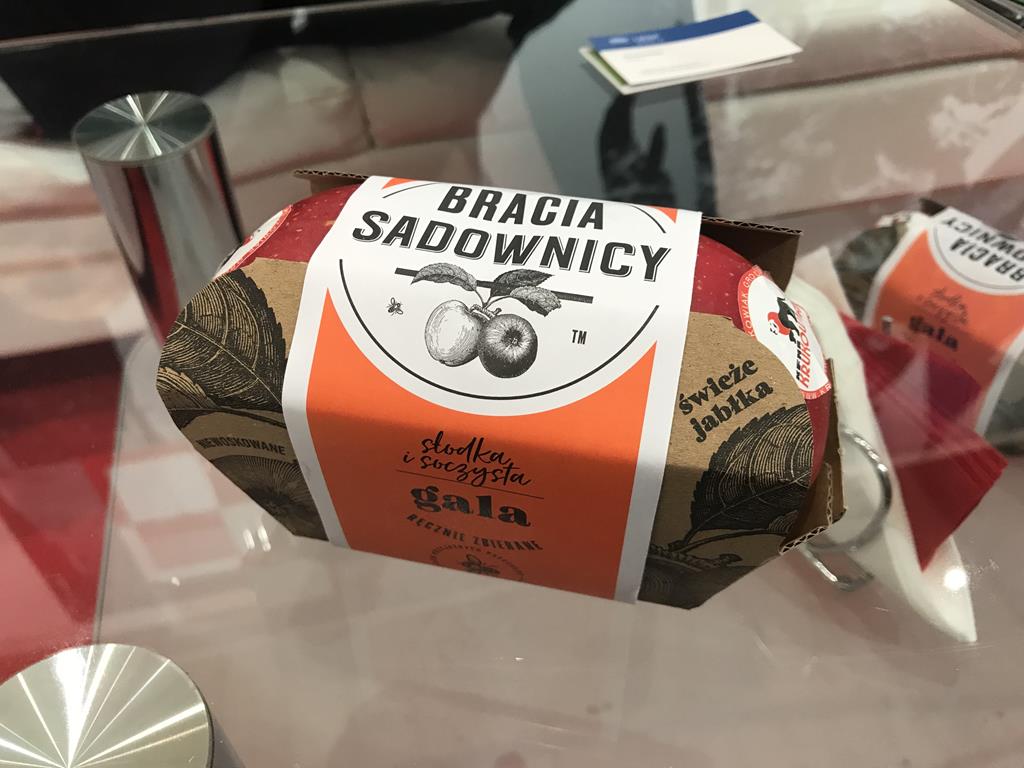 BRACIA
SADOWNICY
TM
świeże
jabłka
NIEWOSKOWANE
słodka
i soczysta
gala
RĘCZNIE ZBIERANE
BRACIA
gala